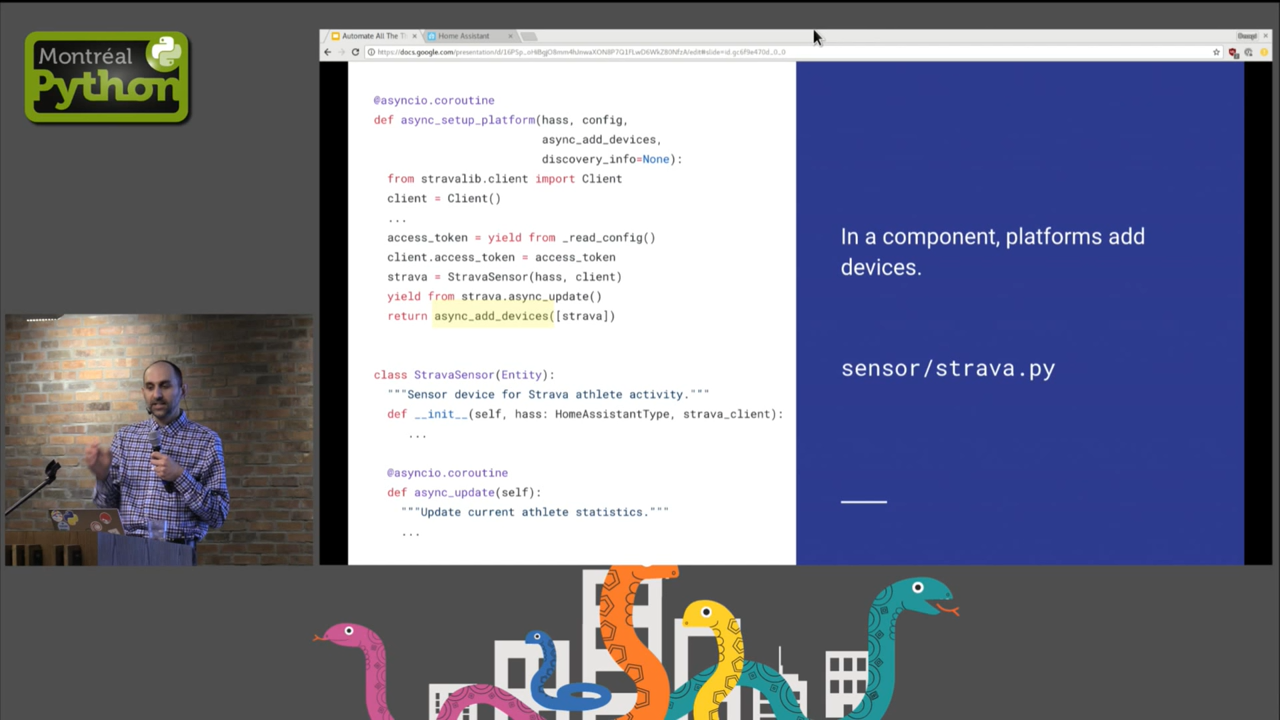 Montréal
Python
Automate All The T
Home Assistant
@asyncio.coroutine
def async_setup_platform(hass, config,
async_add_devices,
discovery_info=None):
from stravalib.client import Client
client = Client()
...
access_token = yield from _read_config()
client.access_token = access_token
strava = StravaSensor(hass, client)
yield from strava.async_update()
return async_add_devices([strava])
class StravaSensor(Entity):
"""Sensor device for Strava athlete activity."""
def __init__(self, hass: HomeAssistantType, strava_client):
...
@asyncio.coroutine
def async_update(self):
"""Update current athlete statistics."""
...
In a component, platforms add
devices.
sensor/strava.py